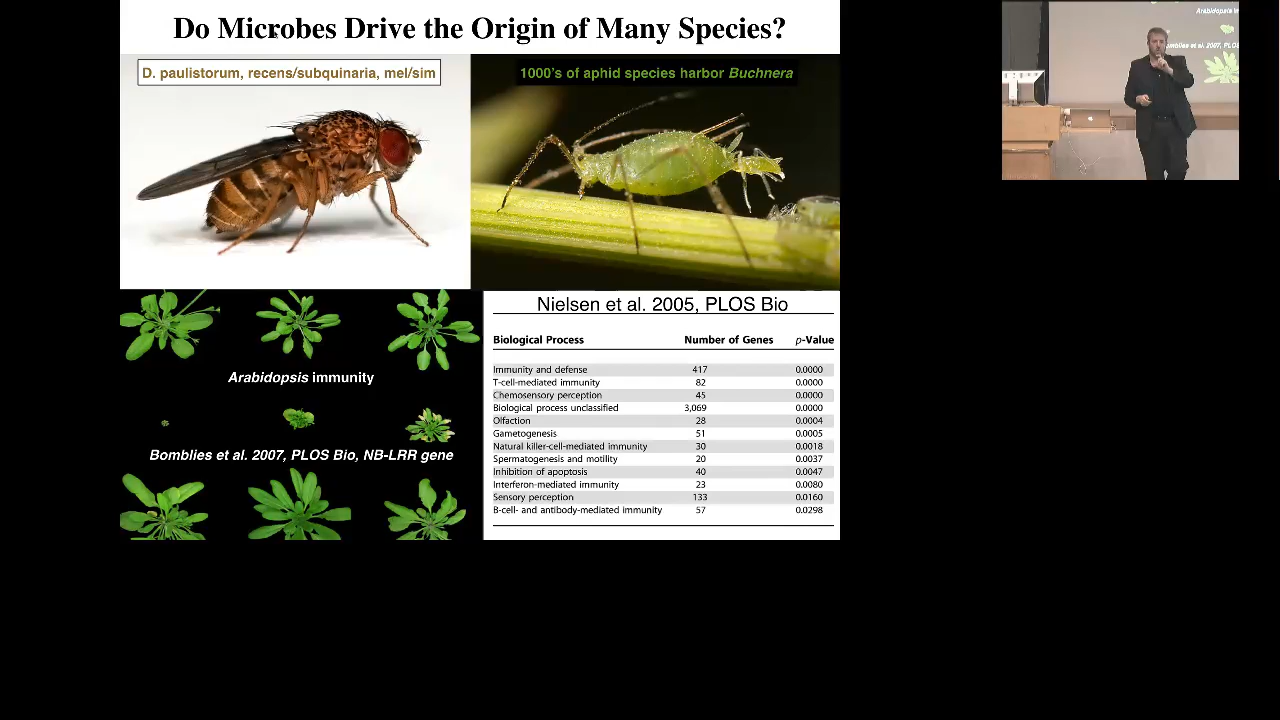 Do Microbes Drive the Origin of Many Species?
D. paulistorum, recens/subquinaria, mel/sim
1000's of aphid species harbor Buchnera
Arabidopsis immunity
Bomblies et al. 2007, PLOS Bio, NB-LRR gene
Nielsen et al. 2005, PLOS Bio
Biological Process Number of Genes p-Value
Immunity and defense 417 0.0000
T-cell-mediated immunity 82 0.0000
Chemosensory perception 45 0.0000
Biological process unclassified 3,069 0.0000
Olfaction 28 0.0004
Gametogenesis 51 0.0005
Natural killer-cell-mediated immunity 30 0.0018
Spermatogenesis and motility 20 0.0037
Inhibition of apoptosis 40 0.0047
Interferon-mediated immunity 23 0.0080
Sensory perception 133 0.0160
B-cell- and antibody-mediated immunity 57 0.0298
Arabidopsis
et al. 2007, PLOS